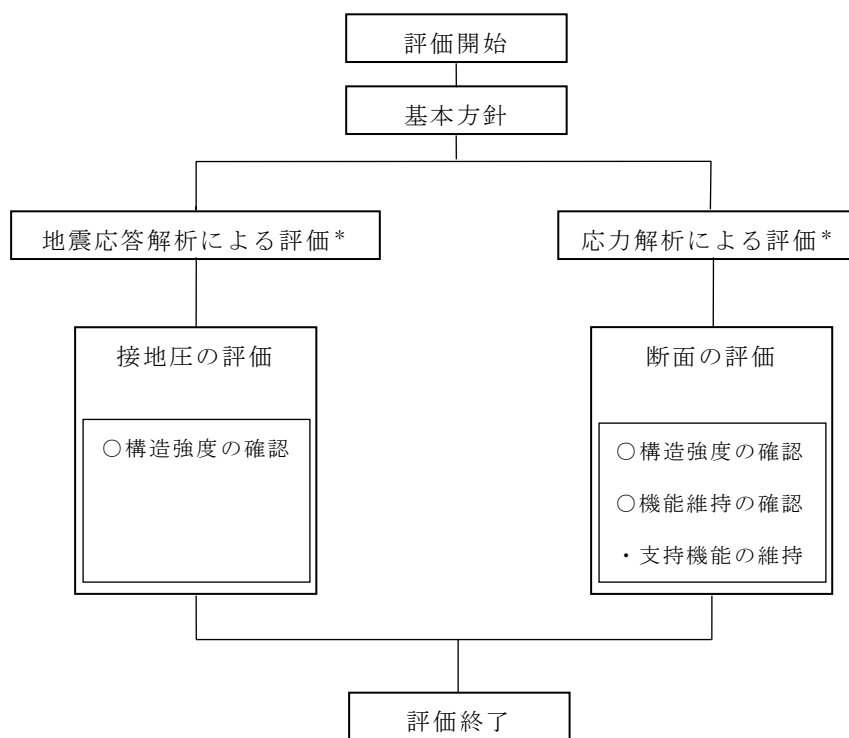 評価開始
基本方針
地震応答解析による評価*
応力解析による評価*
接地圧の評価
○構造強度の確認
断面の評価
○構造強度の確認
○機能維持の確認
・支持機能の維持
評価終了